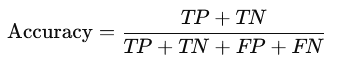 Accuracy = TP + TN / TP + TN + FP + FN